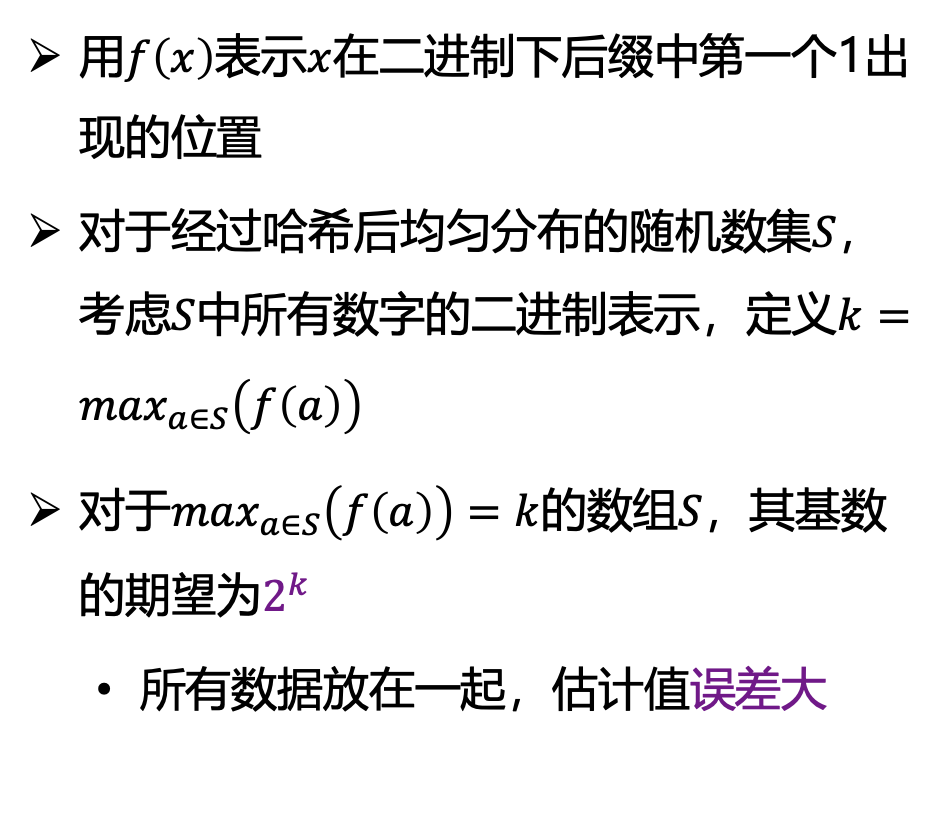 ➢ 用𝑓(𝑥)表示𝑥在二进制下后缀中第一个1出
现的位置
➢ 对于经过哈希后均匀分布的随机数集𝑆，
考虑𝑆中所有数字的二进制表示，定义𝑘 =
𝑚𝑎𝑥_{𝑎∈𝑆}(𝑓(𝑎))
➢ 对于𝑚𝑎𝑥_{𝑎∈𝑆}(𝑓(𝑎)) = 𝑘的数组𝑆，其基数
的期望为2^𝑘
• 所有数据放在一起，估计值误差大